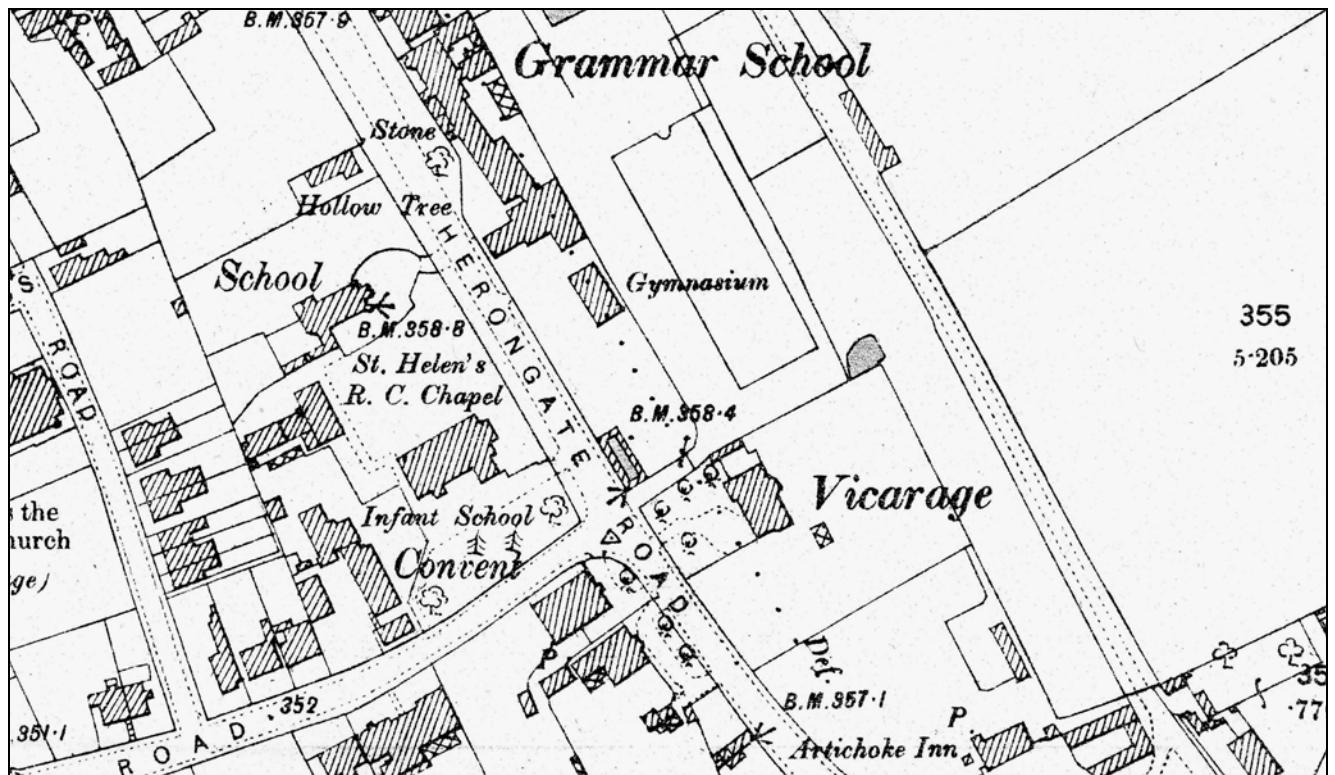 B.M.357.9
P
Grammar School
Stone
Hollow Tree
HERONGATE ROAD
School
Gymnasium
B.M.358.8
St. Helen's
R. C. Chapel
S ROAD
355
5.205
B.M.358.4
Vicarage
s the
hurch
ge)
Infant School
Convent
P
Def.
B.M.357.1
352
351.1
ROAD
P
Artichoke Inn
35
.77